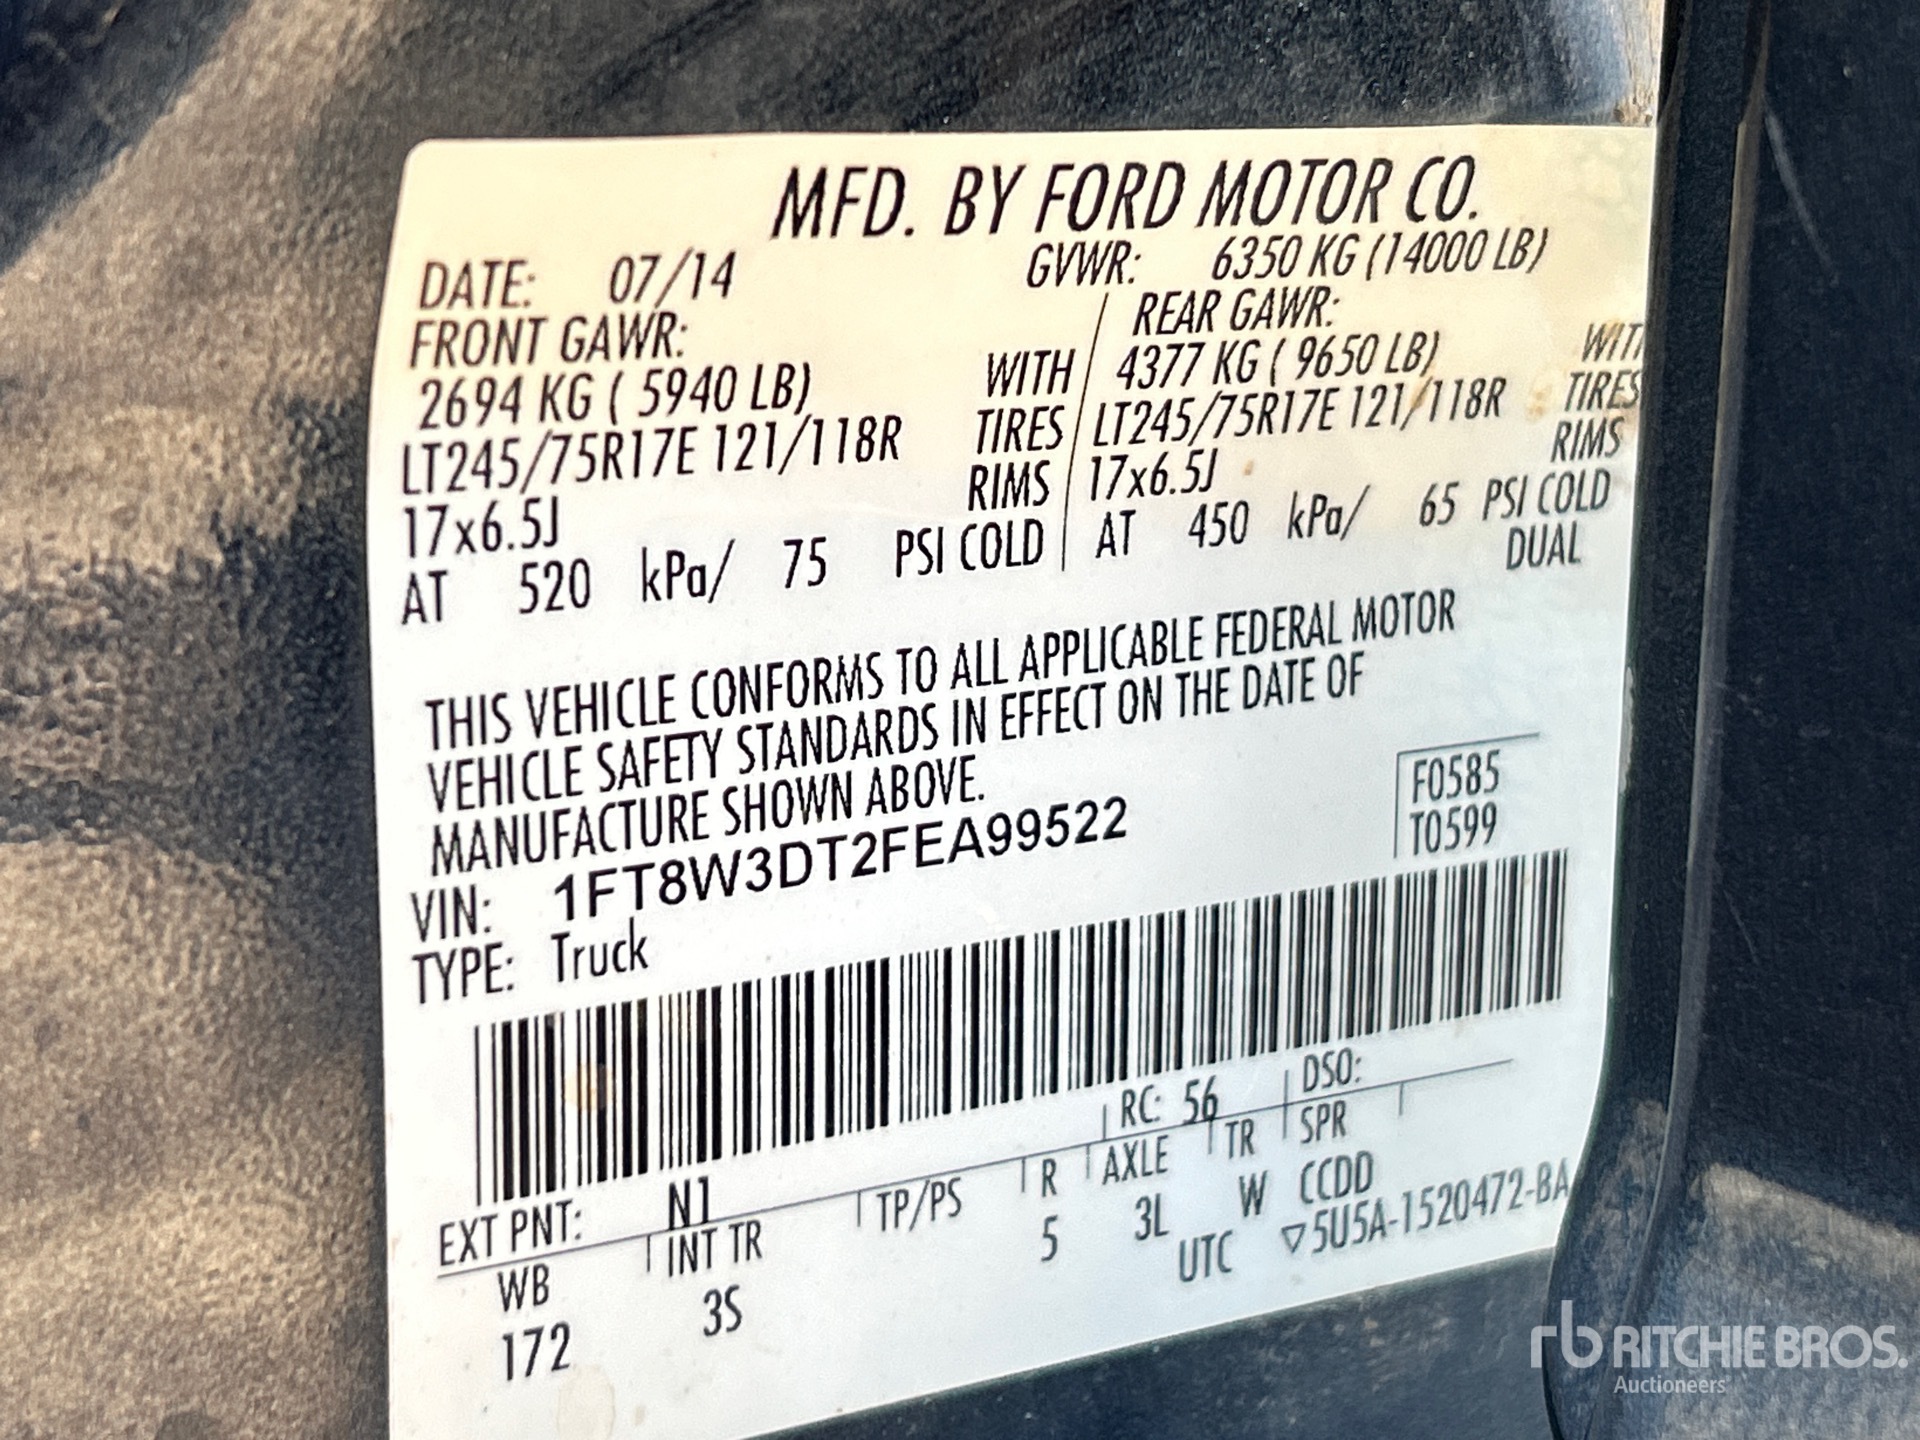 MFD. BY FORD MOTOR CO.
DATE: 07/14 GVWR: 6350 KG (14000 LB)
FRONT GAWR: REAR GAWR:
2694 KG ( 5940 LB) WITH 4377 KG ( 9650 LB) WITH
LT245/75R17E 121/118R TIRES LT245/75R17E 121/118R TIRES
17x6.5J RIMS 17x6.5J RIMS
AT 520 kPa/ 75 PSI COLD AT 450 kPa/ 65 PSI COLD
DUAL
THIS VEHICLE CONFORMS TO ALL APPLICABLE FEDERAL MOTOR
VEHICLE SAFETY STANDARDS IN EFFECT ON THE DATE OF
MANUFACTURE SHOWN ABOVE.
F0585
T0599
VIN: 1FT8W3DT2FEA99522
TYPE: Truck
EXT PNT: N1 RC: 56 DSO:
WB INT TR TP/PS R AXLE TR SPR
172 3S 5 3L W CCDD
UTC ▽5U5A-1520472-BA
rb RITCHIE BROS.
Auctioneers